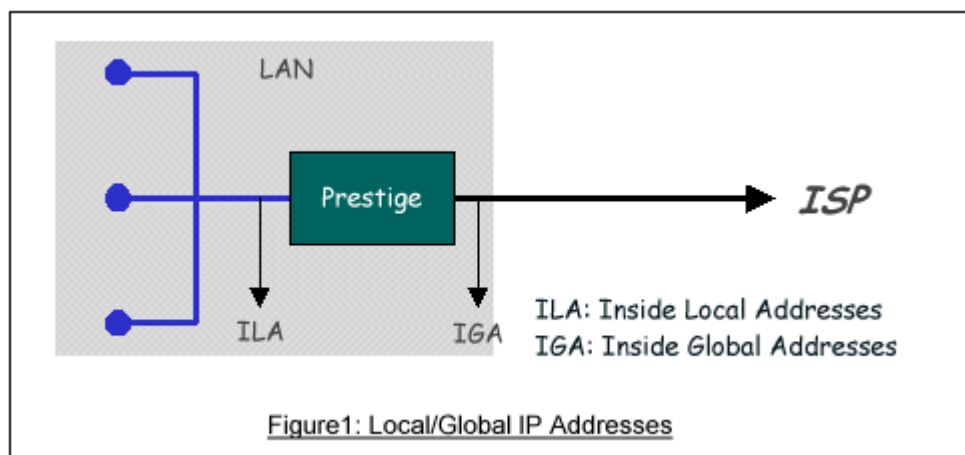 LAN
Prestige
ISP
ILA
IGA
ILA: Inside Local Addresses
IGA: Inside Global Addresses
Figure1: Local/Global IP Addresses